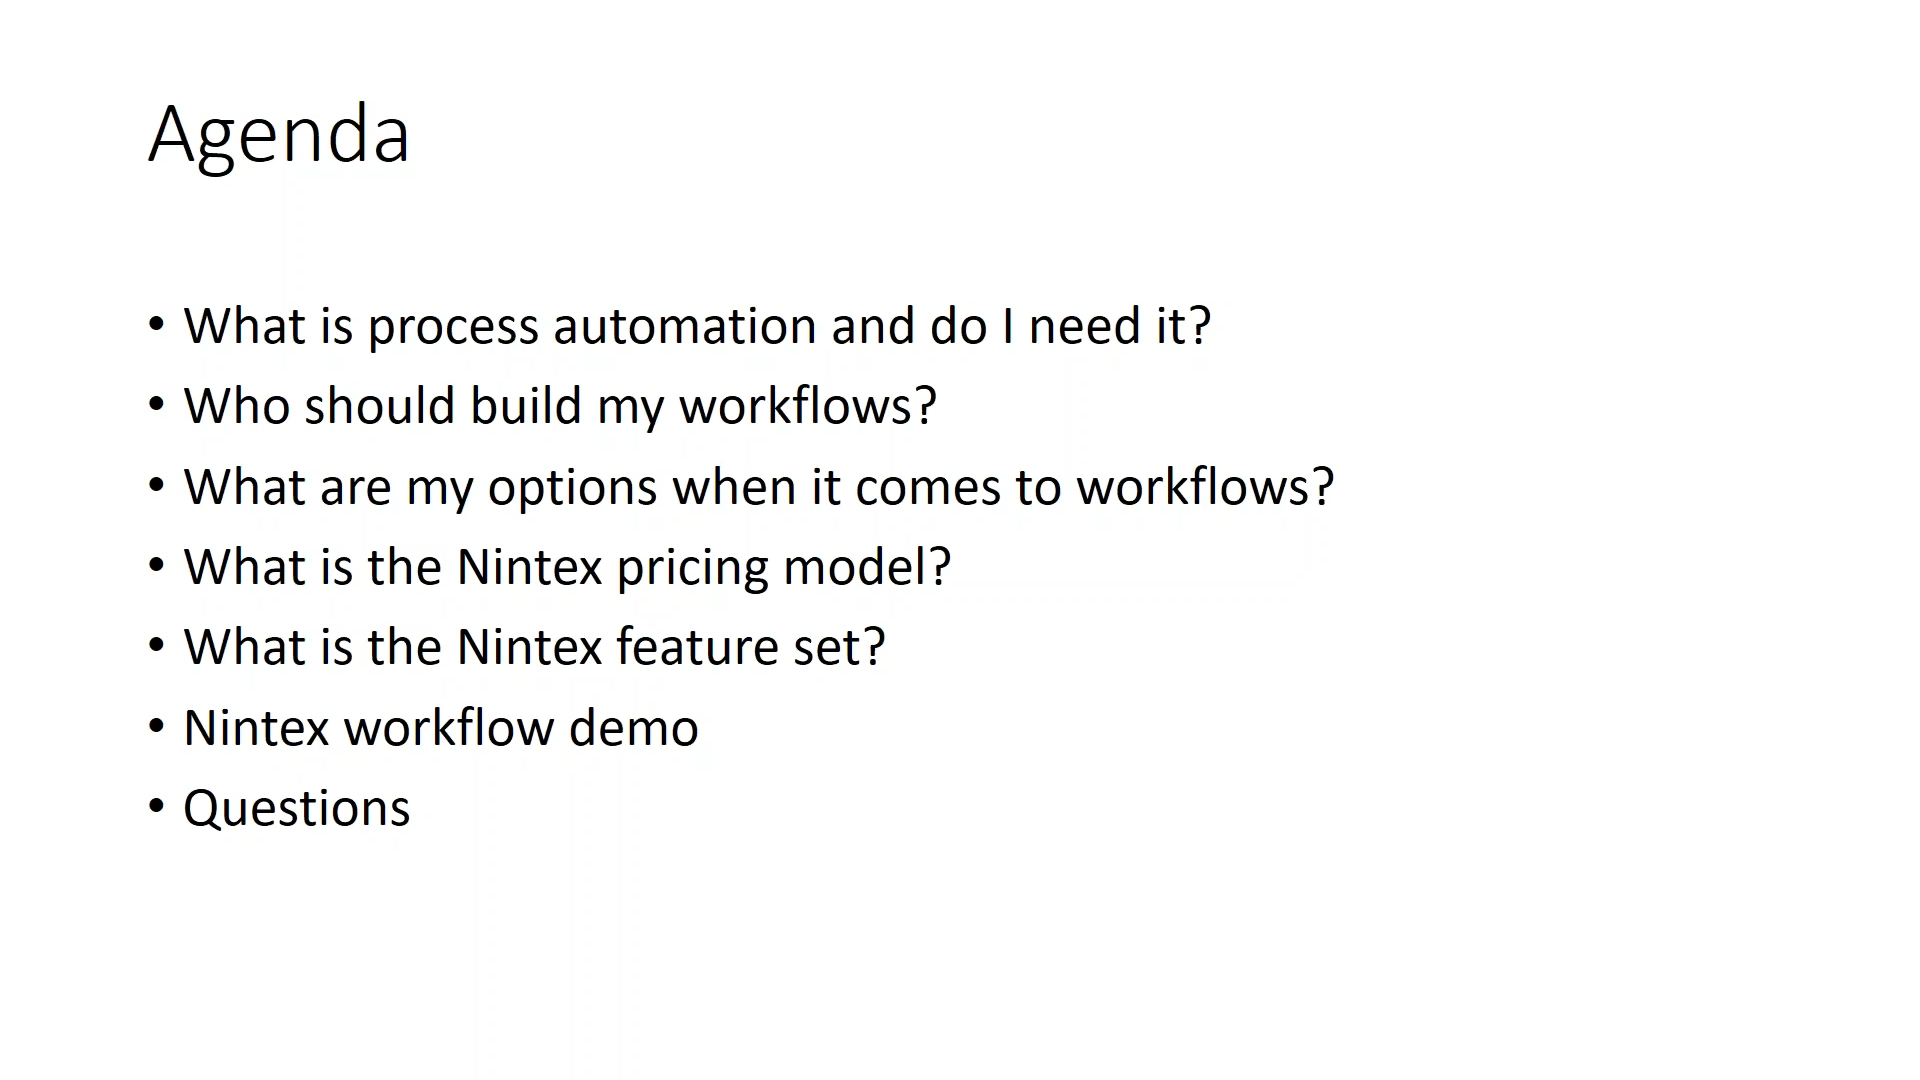 Agenda
• What is process automation and do I need it?
• Who should build my workflows?
• What are my options when it comes to workflows?
• What is the Nintex pricing model?
• What is the Nintex feature set?
• Nintex workflow demo
• Questions